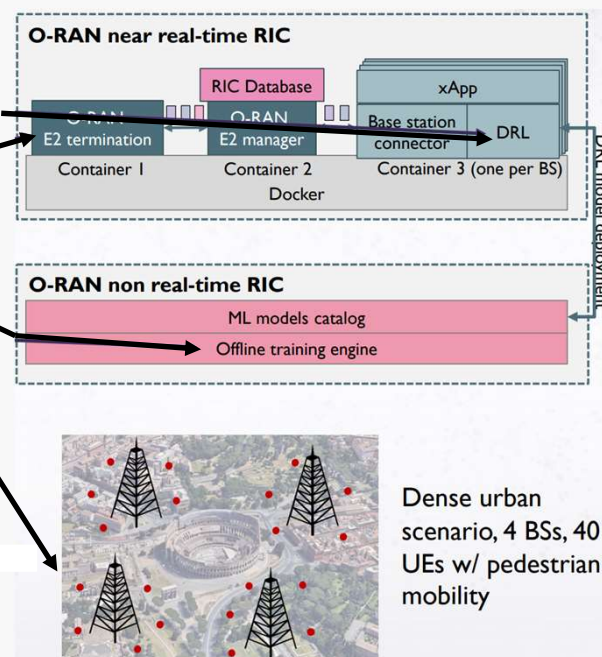 O-RAN near real-time RIC
RIC Database
xApp
O-RAN
E2 termination
O-RAN
E2 manager
Base station
connector
DRL
Container 1
Container 2
Container 3 (one per BS)
Docker
DRL model deployment
O-RAN non real-time RIC
ML models catalog
Offline training engine
Dense urban
scenario, 4 BSs, 40
UEs w/ pedestrian
mobility